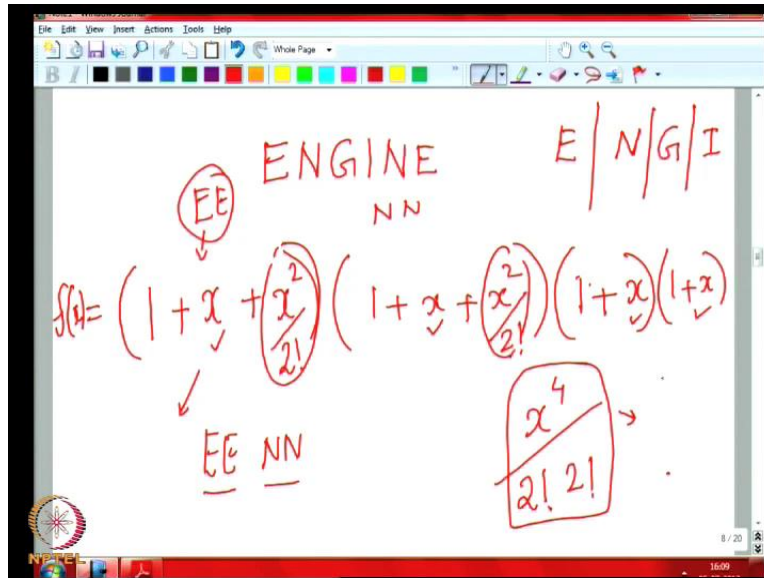 File Edit View Insert Actions Tools Help
Whole Page
B I
ENGINE E | N | G | I
EE NN
f(x) = (1 + x + x²/2!) (1 + x + x²/2!) (1 + x) (1 + x)
EE NN x⁴/2! 2! →
8 / 20
NPTEL
16:09